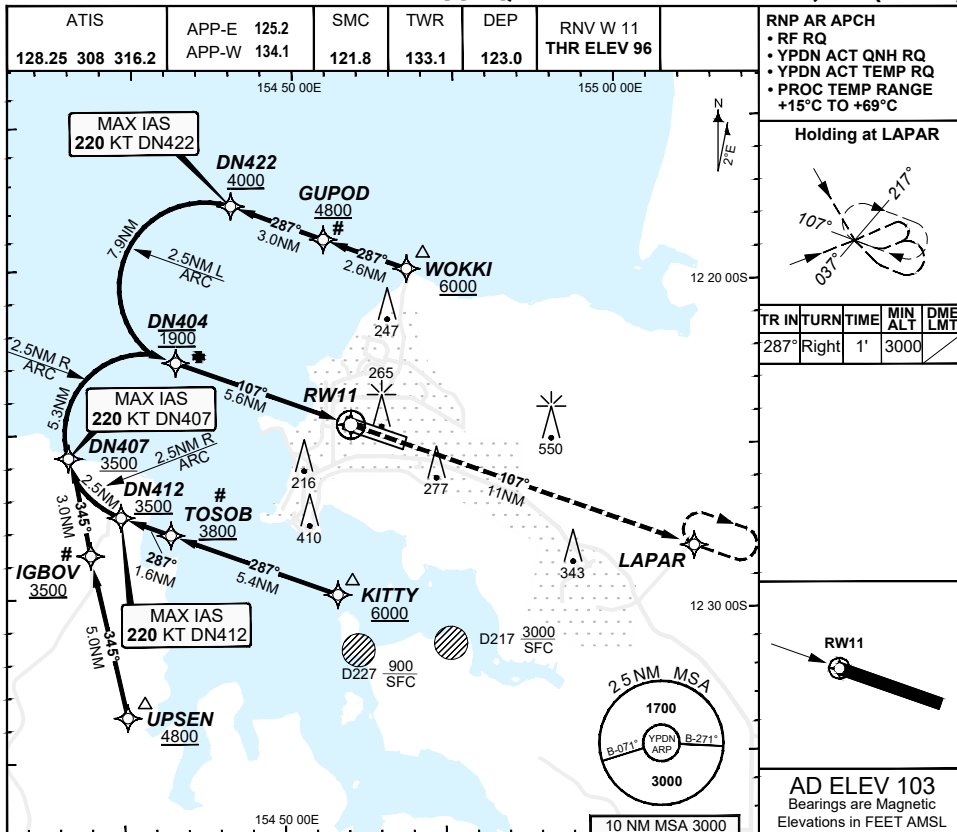 ATIS
128.25 308 316.2
APP-E 125.2
APP-W 134.1
SMC
121.8
TWR
133.1
DEP
123.0
RNV W 11
THR ELEV 96
RNP AR APCH
• RF RQ
• YPDN ACT QNH RQ
• YPDN ACT TEMP RQ
• PROC TEMP RANGE
+15°C TO +69°C
154 50 00E
155 00 00E
MAX IAS
220 KT DN422
DN422
4000
GUPOD
4800
#
287°
3.0NM
287°
2.6NM
WOKKI
6000
N
2°E
7.9NM
2.5NM L
ARC
12 20 00S
DN404
1900
247
2.5NM R
ARC
5.3NM
107°
5.6NM
RW11
265
MAX IAS
220 KT DN407
550
DN407
3500
2.5NM R
ARC
216
277
107°
11NM
2.5NM
DN412
3500
#
TOSOB
3800
410
3.0NM
345°
#
IGBOV
3500
287°
1.6NM
287°
5.4NM
343
LAPAR
KITTY
6000
12 30 00S
MAX IAS
220 KT DN412
5.0NM
345°
D227 900
SFC
D217 3000
SFC
UPSEN
4800
25 NM MSA
1700
B-071°
YPDN
ARP
B-271°
3000
10 NM MSA 3000
154 50 00E
Holding at LAPAR
217°
107°
037°
TR IN TURN TIME MIN ALT DME LMT
287° Right 1' 3000
RW11
AD ELEV 103
Bearings are Magnetic
Elevations in FEET AMSL